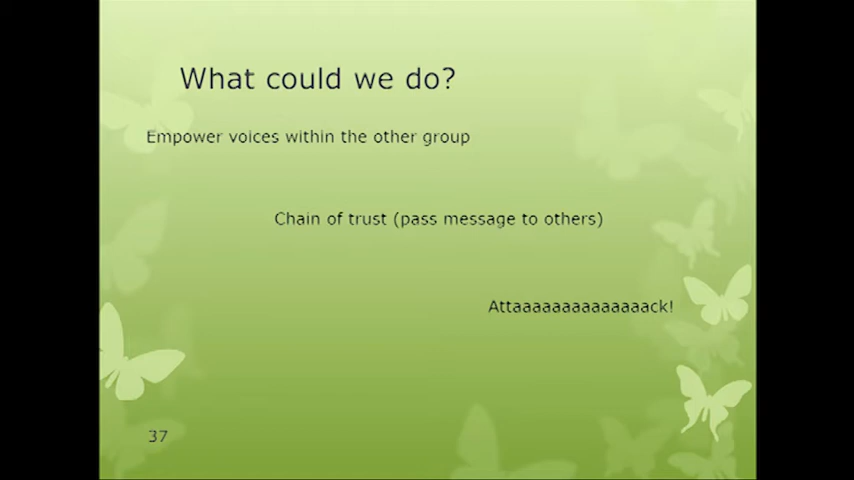 What could we do?
Empower voices within the other group
Chain of trust (pass message to others)
Attaaaaaaaaaaaaaack!
37